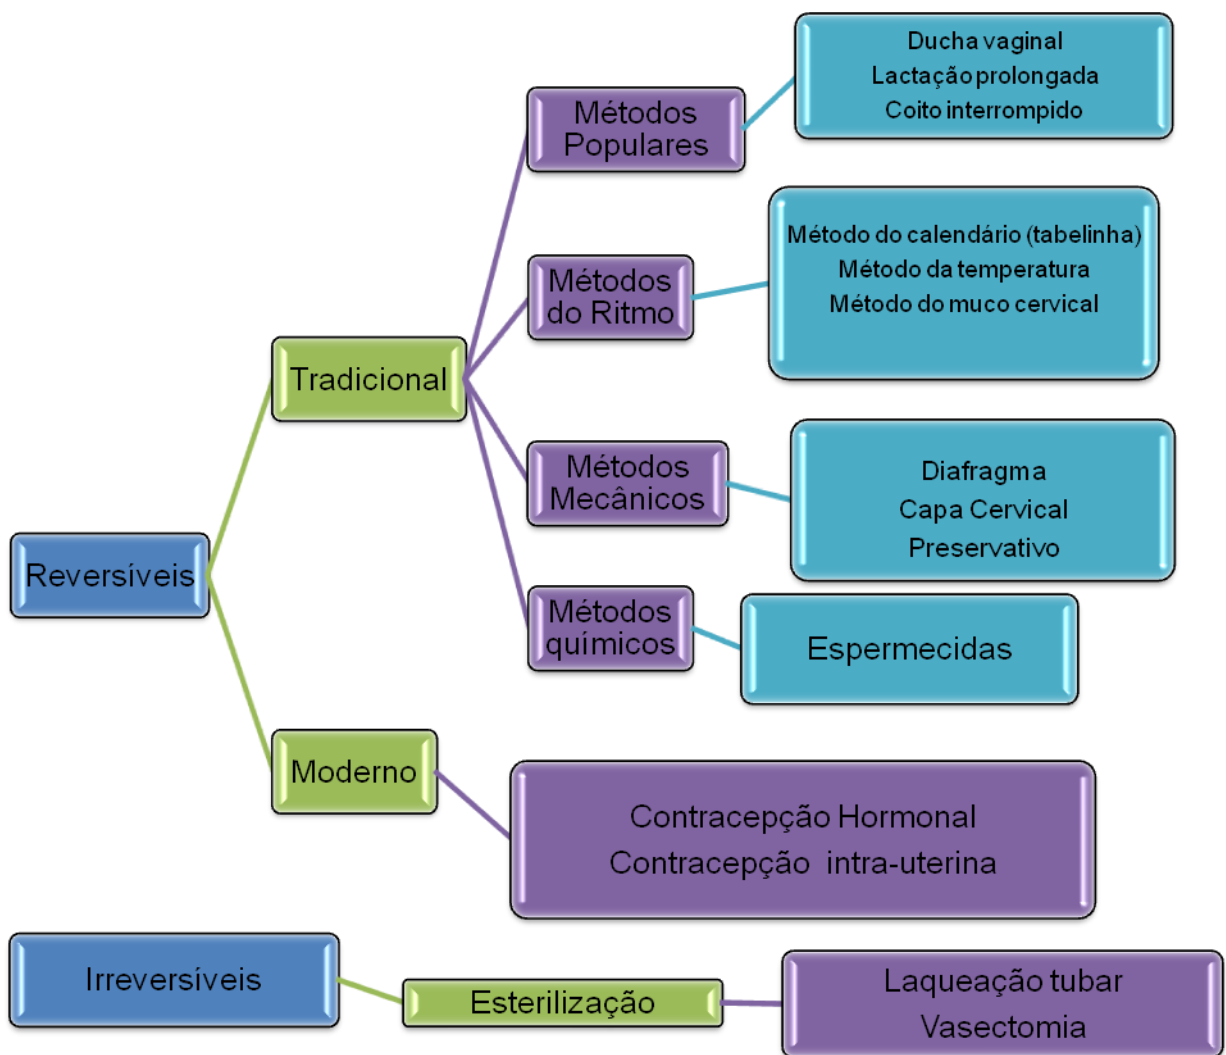 Reversíveis
Tradicional
Métodos
Populares
Ducha vaginal
Lactação prolongada
Coito interrompido
Métodos
do Ritmo
Método do calendário (tabelinha)
Método da temperatura
Método do muco cervical
Métodos
Mecânicos
Diafragma
Capa Cervical
Preservativo
Métodos
químicos
Espermecidas
Moderno
Contracepção Hormonal
Contracepção intra-uterina
Irreversíveis
Esterilização
Laqueação tubar
Vasectomia